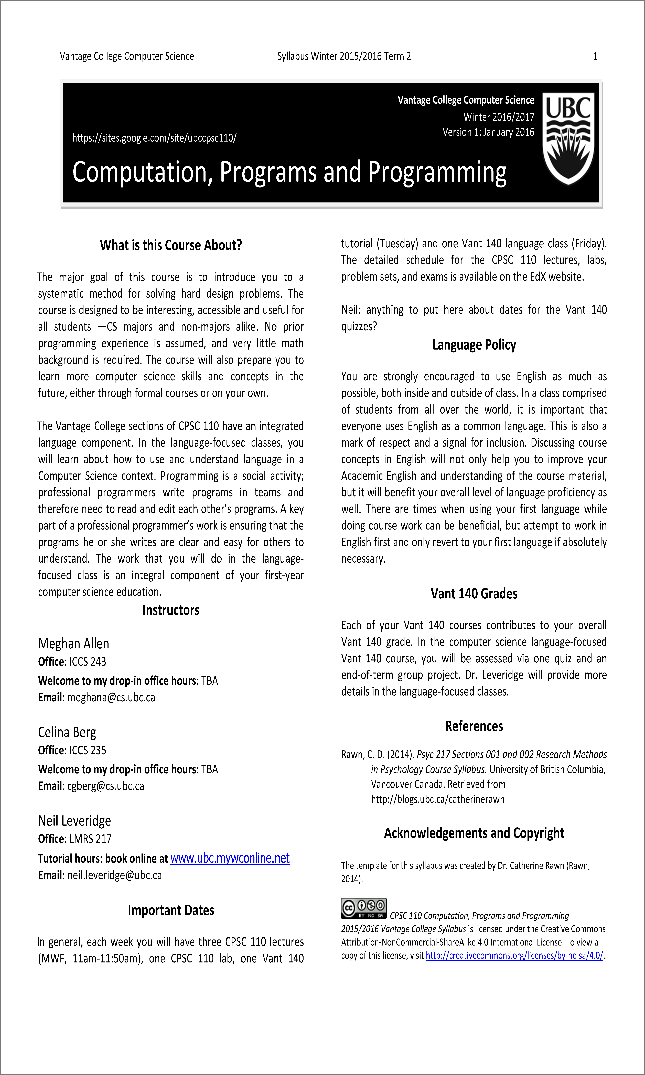 Vantage College Computer Science Syllabus Winter 2015/2016 Term 2 1
Vantage College Computer Science
Winter 2016/2017
Version 1: January 2016
https://sites.google.com/site/ubccpsc110/
Computation, Programs and Programming
UBC
What is this Course About?
The major goal of this course is to introduce you to a
systematic method for solving hard design problems. The
course is designed to be interesting, accessible and useful for
all students —CS majors and non-majors alike. No prior
programming experience is assumed, and very little math
background is required. The course will also prepare you to
learn more computer science skills and concepts in the
future, either through formal courses or on your own.
The Vantage College sections of CPSC 110 have an integrated
language component. In the language-focused classes, you
will learn about how to use and understand language in a
Computer Science context. Programming is a social activity;
professional programmers write programs in teams and
therefore need to read and edit each other's programs. A key
part of a professional programmer's work is ensuring that the
programs he or she writes are clear and easy for others to
understand. The work that you will do in the language-
focused class is an integral component of your first-year
computer science education.
Instructors
Meghan Allen
Office: ICCS 243
Welcome to my drop-in office hours: TBA
Email: meghana@cs.ubc.ca
Celina Berg
Office: ICCS 235
Welcome to my drop-in office hours: TBA
Email: cgberg@cs.ubc.ca
Neil Leveridge
Office: LMRS 217
Tutorial hours: book online at www.ubc.mywconline.net
Email: neil.leveridge@ubc.ca
Important Dates
In general, each week you will have three CPSC 110 lectures
(MWF, 11am-11:50am), one CPSC 110 lab, one Vant 140
tutorial (Tuesday) and one Vant 140 language class (Friday).
The detailed schedule for the CPSC 110 lectures, labs,
problem sets, and exams is available on the EdX website.
Neil: anything to put here about dates for the Vant 140
quizzes?
Language Policy
You are strongly encouraged to use English as much as
possible, both inside and outside of class. In a class comprised
of students from all over the world, it is important that
everyone uses English as a common language. This is also a
mark of respect and a signal for inclusion. Discussing course
concepts in English will not only help you to improve your
Academic English and understanding of the course material,
but it will benefit your overall level of language proficiency as
well. There are times when using your first language while
doing course work can be beneficial, but attempt to work in
English first and only revert to your first language if absolutely
necessary.
Vant 140 Grades
Each of your Vant 140 courses contributes to your overall
Vant 140 grade. In the computer science language-focused
Vant 140 course, you will be assessed via one quiz and an
end-of-term group project. Dr. Leveridge will provide more
details in the language-focused classes.
References
Rawn, C. D. (2014). Psyc 217 Sections 001 and 002 Research Methods
in Psychology Course Syllabus. University of British Columbia,
Vancouver Canada. Retrieved from
http://blogs.ubc.ca/catherinerawn
Acknowledgements and Copyright
The template for this syllabus was created by Dr. Catherine Rawn (Rawn,
2014).
cc BY NC SA CPSC 110 Computation, Programs and Programming
2015/2016 Vantage College Syllabus is licensed under the Creative Commons
Attribution-NonCommercial-ShareAlike 4.0 International License. To view a
copy of this license, visit http://creativecommons.org/licenses/by-nc-sa/4.0/.